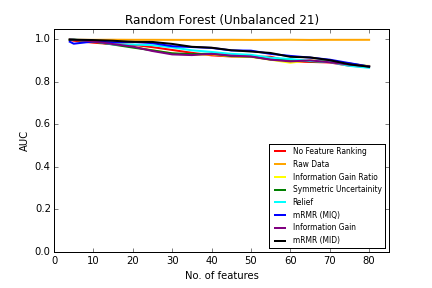 Random Forest (Unbalanced 21)
1.0
0.8
0.6
0.4
0.2
0.0
AUC
0 10 20 30 40 50 60 70 80
No. of features
No Feature Ranking
Raw Data
Information Gain Ratio
Symmetric Uncertainity
Relief
mRMR (MIQ)
Information Gain
mRMR (MID)